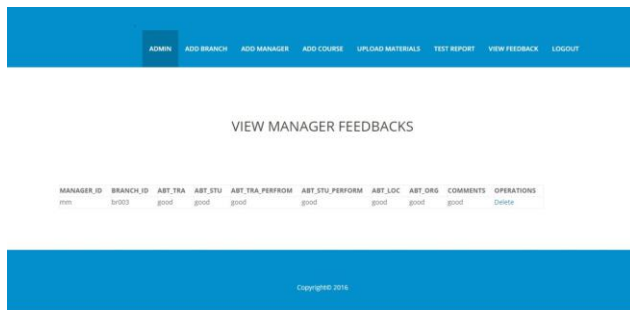 ADMIN ADD BRANCH ADD MANAGER ADD COURSE UPLOAD MATERIALS TEST REPORT VIEW FEEDBACK LOGOUT
VIEW MANAGER FEEDBACKS
MANAGER_ID BRANCH_ID ABT_TRA ABT_STU ABT_TRA_PERFROM ABT_STU_PERFORM ABT_LOC ABT_ORG COMMENTS OPERATIONS
mm br003 good good good good good good good Delete
Copyright© 2016